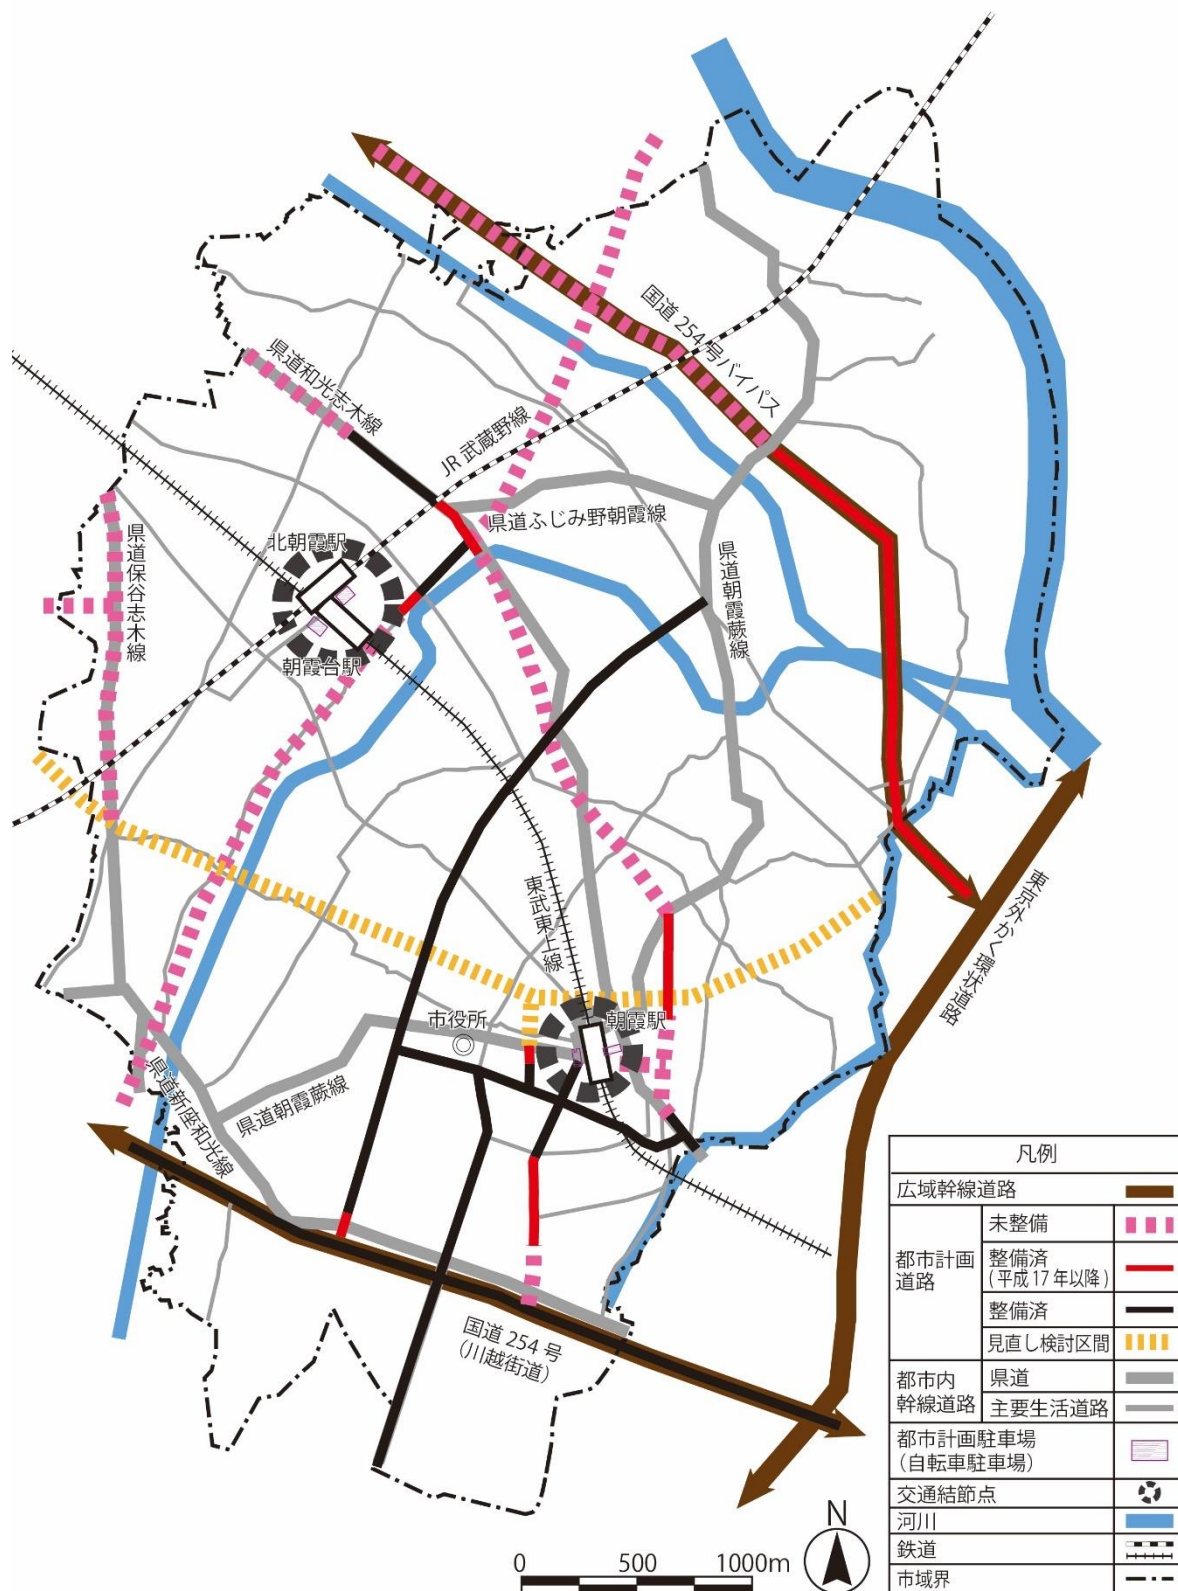 国道254号バイパス
県道和光志木線
JR武蔵野線
県道ふじみ野朝霞線
北朝霞駅
県道保谷志木線
県道朝霞蕨線
朝霞台駅
東武東上線
東京外かく環状道路
市役所
朝霞駅
県道新座和光線
県道朝霞蕨線
国道254号
(川越街道)
凡例
広域幹線道路
都市計画
道路
未整備
整備済
(平成17年以降)
整備済
見直し検討区間
都市内
幹線道路
県道
主要生活道路
都市計画駐車場
(自転車駐車場)
交通結節点
河川
鉄道
市域界
N
0 500 1000m